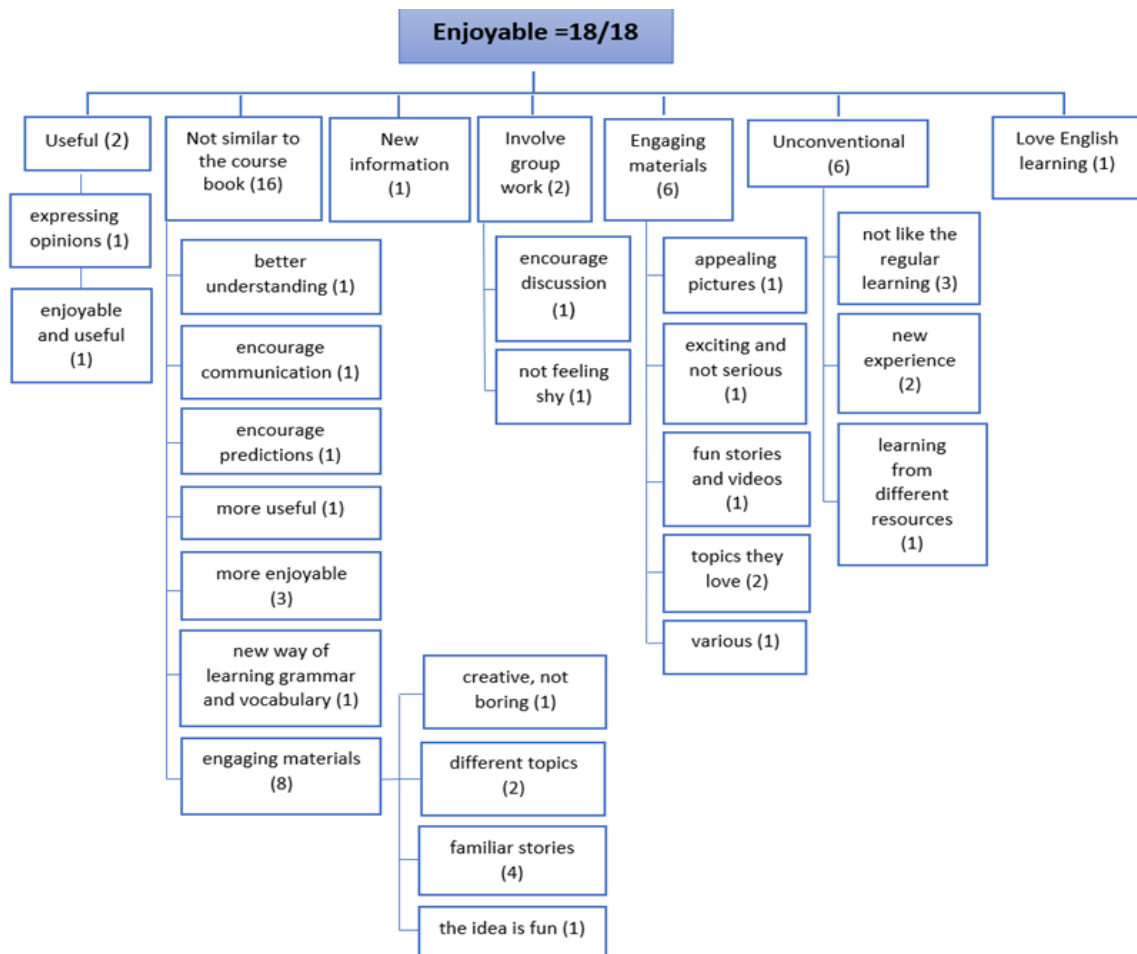 Enjoyable =18/18
Useful (2)
expressing
opinions (1)
enjoyable
and useful
(1)
Not similar to
the course
book (16)
better
understanding (1)
encourage
communication (1)
encourage
predictions (1)
more useful (1)
more enjoyable
(3)
new way of
learning grammar
and vocabulary (1)
engaging materials
(8)
creative, not
boring (1)
different topics
(2)
familiar stories
(4)
the idea is fun (1)
New
information
(1)
Involve
group
work (2)
encourage
discussion
(1)
not feeling
shy (1)
Engaging
materials
(6)
appealing
pictures (1)
exciting and
not serious
(1)
fun stories
and videos
(1)
topics they
love (2)
various (1)
Unconventional
(6)
not like the
regular
learning (3)
new
experience
(2)
learning
from
different
resources
(1)
Love English
learning (1)